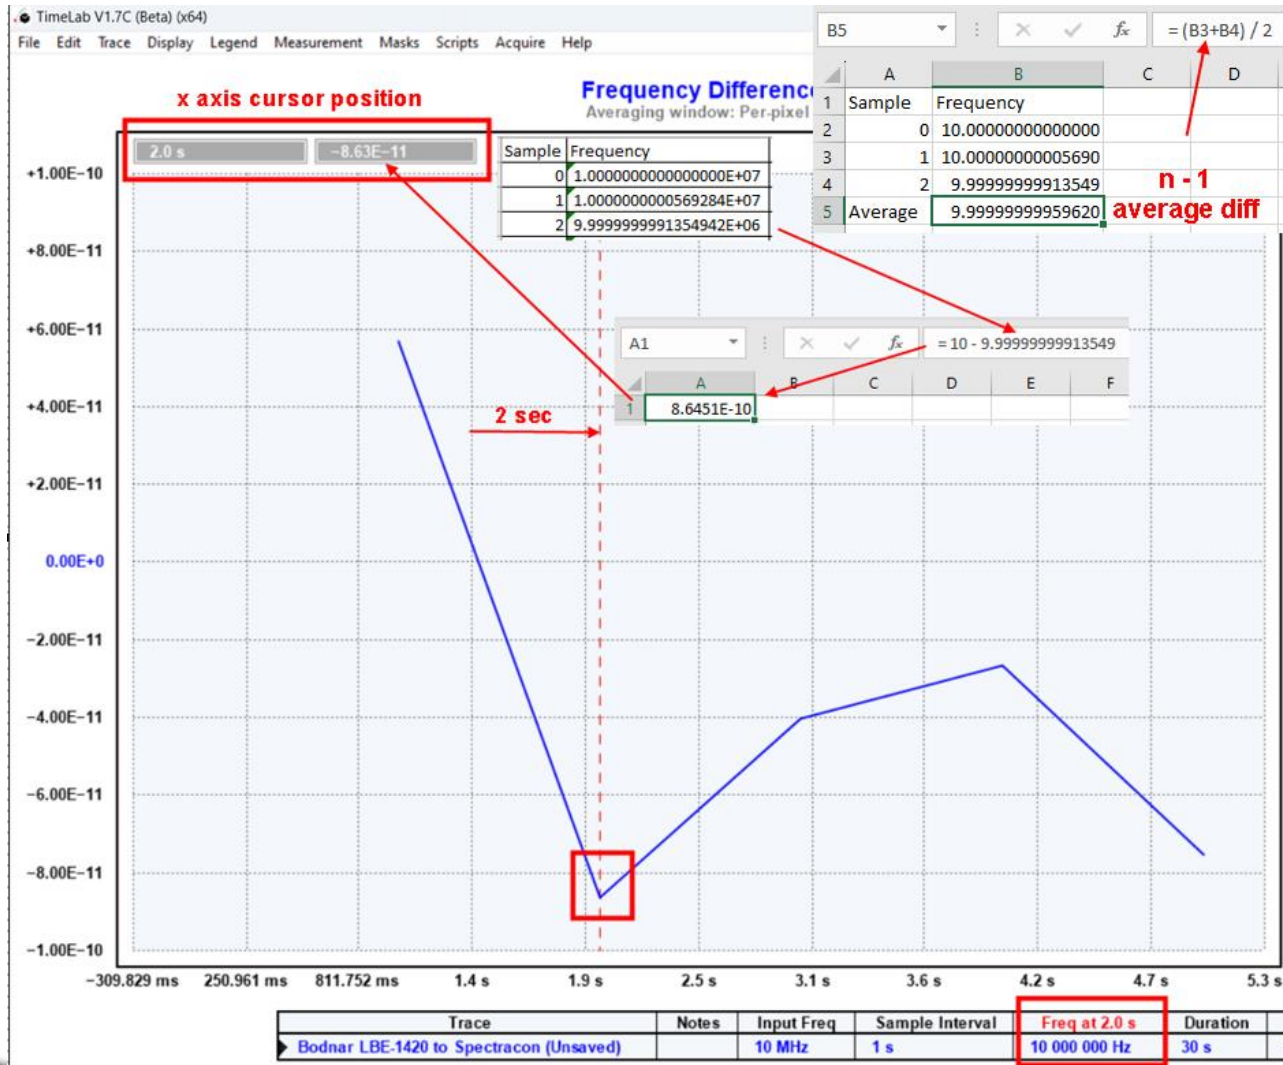 TimeLab V1.7C (Beta) (x64)
File Edit Trace Display Legend Measurement Masks Scripts Acquire Help
B5 fx = (B3+B4) / 2
A B C D
1 Sample Frequency
2 0 10.00000000000000
3 1 10.00000000005690
4 2 9.99999999913549
5 Average 9.99999999959620
n - 1
average diff
x axis cursor position
Frequency Difference
Averaging window: Per-pixel
2.0 s -8.63E-11
Sample Frequency
0 1.0000000000000000E+07
1 1.0000000000569284E+07
2 9.9999999991354942E+06
A1 fx = 10 - 9.99999999913549
A B C D E F
1 8.6451E-10
2 sec
+1.00E-10
+8.00E-11
+6.00E-11
+4.00E-11
+2.00E-11
0.00E+0
-2.00E-11
-4.00E-11
-6.00E-11
-8.00E-11
-1.00E-10
-309.829 ms 250.961 ms 811.752 ms 1.4 s 1.9 s 2.5 s 3.1 s 3.6 s 4.2 s 4.7 s 5.3 s
Trace Notes Input Freq Sample Interval Freq at 2.0 s Duration
Bodnar LBE-1420 to Spectracon (Unsaved) 10 MHz 1 s 10 000 000 Hz 30 s